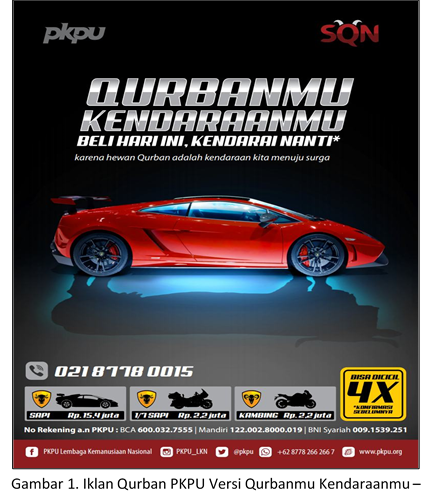 pkpu
SQN
QURBANMU
KENDARAANMU
BELI HARI INI, KENDARAI NANTI*
karena hewan Qurban adalah kendaraan kita menuju surga
021 8778 0015
SAPI Rp. 15,4 juta
1/7 SAPI Rp. 2,2 juta
KAMBING Rp. 2,2 juta
BISA DICICIL
4X
*KONFIRMASI
SEBELUMNYA
No Rekening a.n PKPU : BCA 600.032.7555 | Mandiri 122.002.8000.019 | BNI Syariah 009.1539.251
PKPU Lembaga Kemanusiaan Nasional PKPU_LKN @pkpu +62 8778 266 266 7 www.pkpu.org
Gambar 1. Iklan Qurban PKPU Versi Qurbanmu Kendaraanmu –